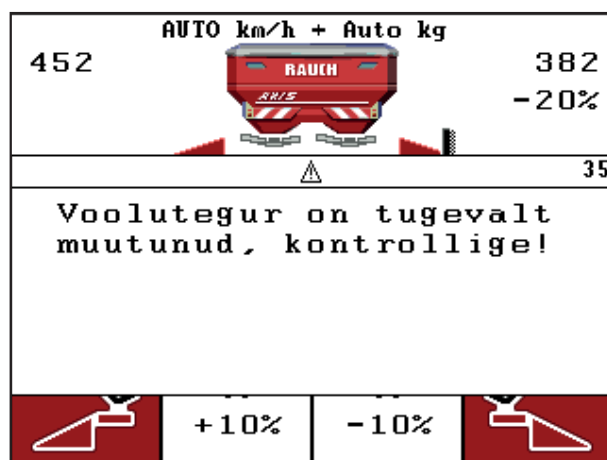 AUTO km/h + Auto kg
452
382
-20%
RAUCH
AXIS
35
Voolutegur on tugevalt
muutunud, kontrollige!
+10%
-10%